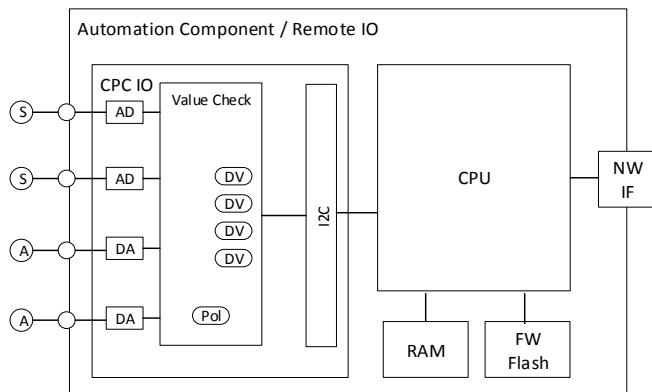 Automation Component / Remote IO
CPC IO
Value Check
S
AD
S
AD
A
DA
A
DA
DV
DV
DV
DV
Pol
I2C
CPU
NW
IF
RAM
FW
Flash